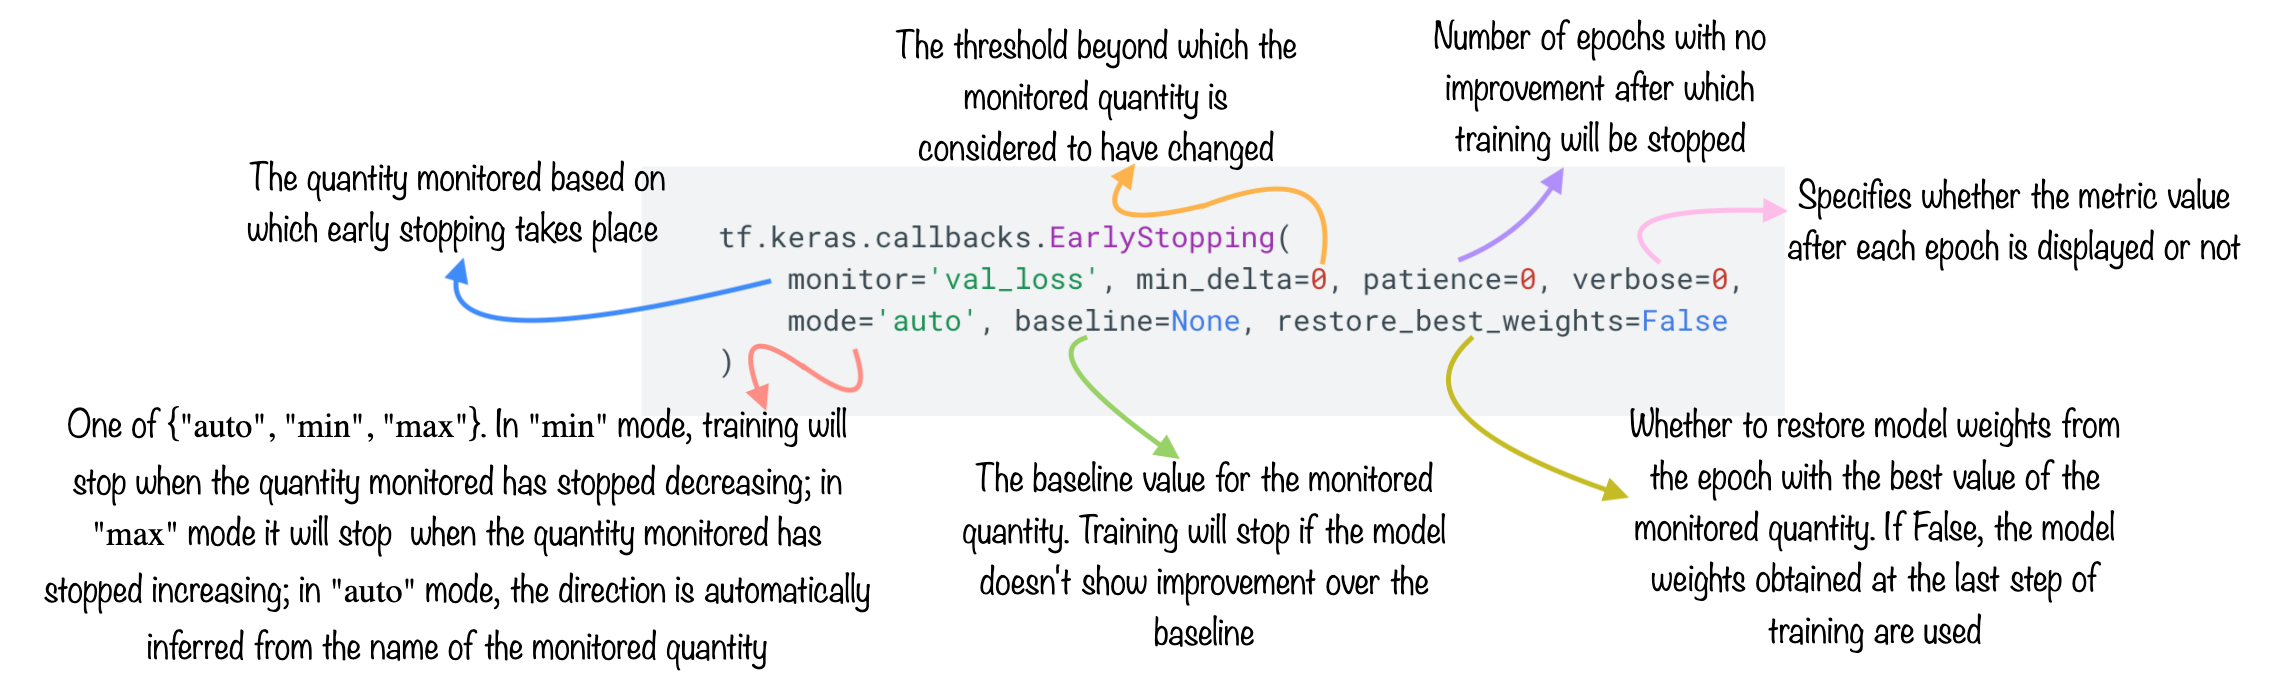 The threshold beyond which the
monitored quantity is
considered to have changed
Number of epochs with no
improvement after which
training will be stopped
The quantity monitored based on
which early stopping takes place
Specifies whether the metric value
after each epoch is displayed or not
tf.keras.callbacks.EarlyStopping(
monitor='val_loss', min_delta=0, patience=0, verbose=0,
mode='auto', baseline=None, restore_best_weights=False
)
One of {"auto", "min", "max"}. In "min" mode, training will
stop when the quantity monitored has stopped decreasing; in
"max" mode it will stop when the quantity monitored has
stopped increasing; in "auto" mode, the direction is automatically
inferred from the name of the monitored quantity
The baseline value for the monitored
quantity. Training will stop if the model
doesn't show improvement over the
baseline
Whether to restore model weights from
the epoch with the best value of the
monitored quantity. If False, the model
weights obtained at the last step of
training are used